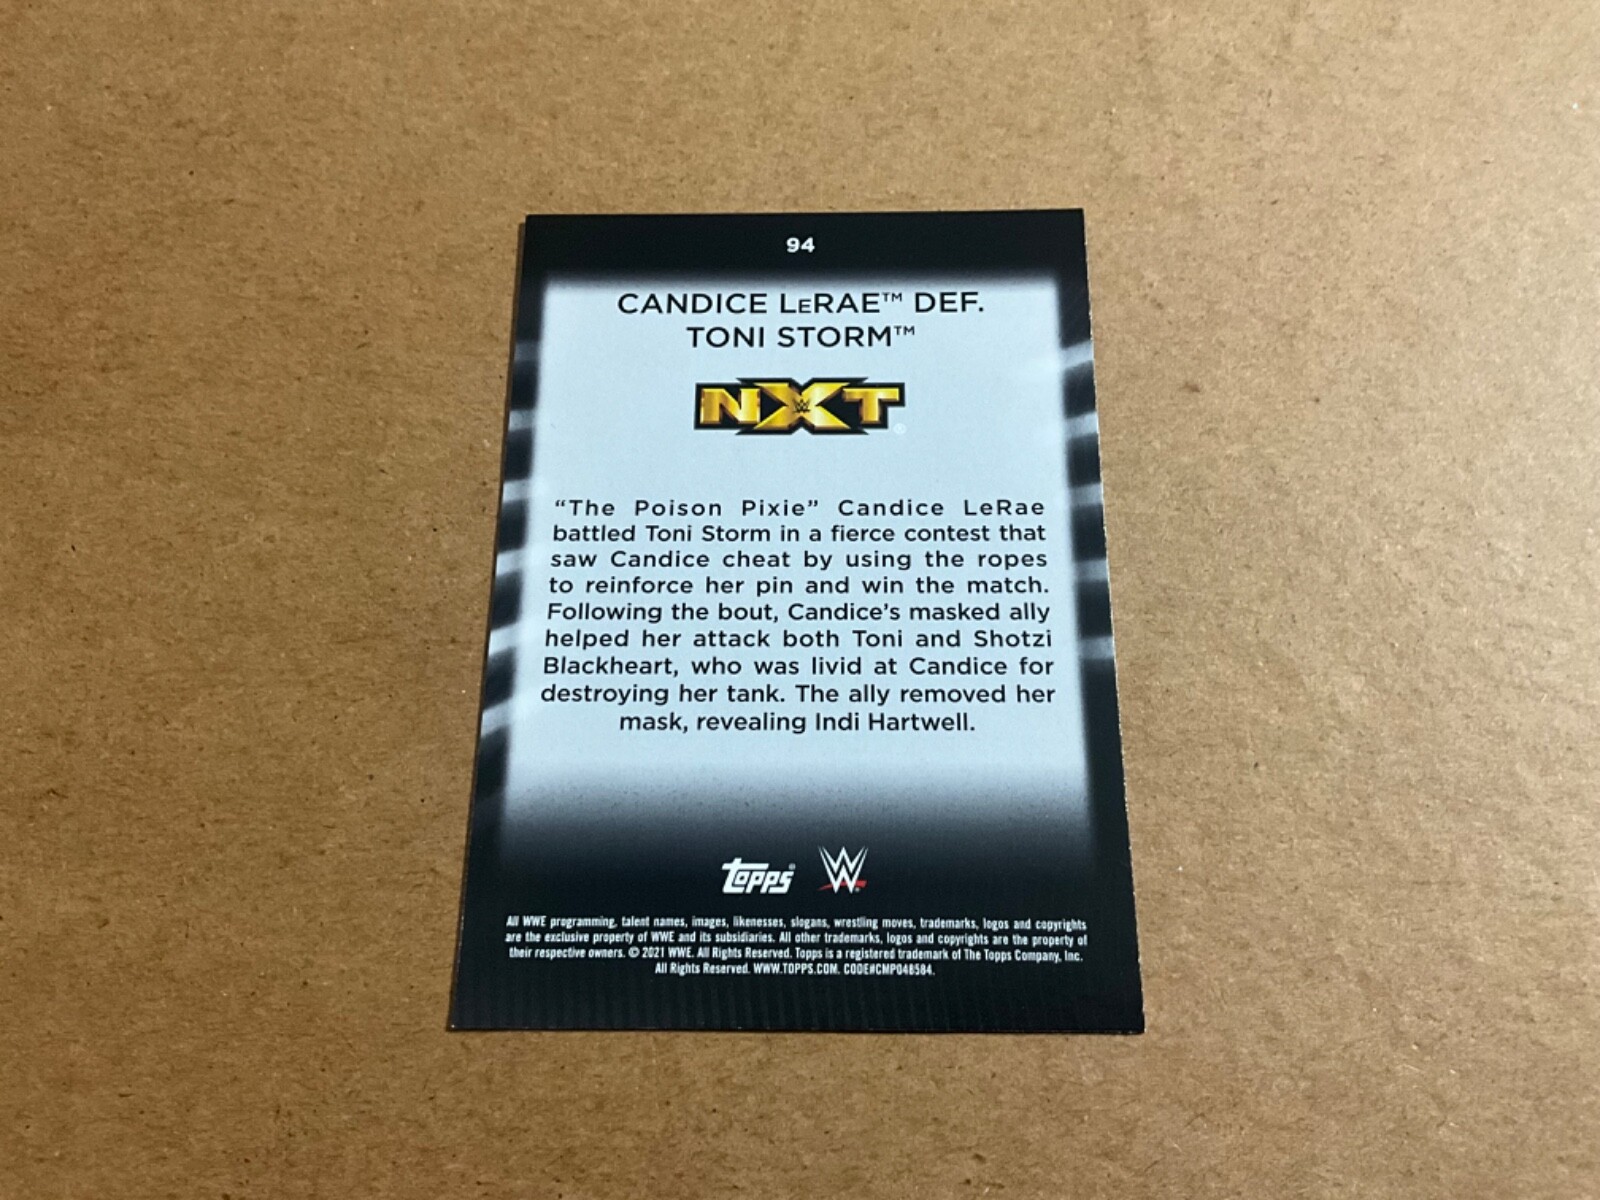 94
CANDICE LeRAE™ DEF.
TONI STORM™
NXT
W
®
“The Poison Pixie” Candice LeRae
battled Toni Storm in a fierce contest that
saw Candice cheat by using the ropes
to reinforce her pin and win the match.
Following the bout, Candice’s masked ally
helped her attack both Toni and Shotzi
Blackheart, who was livid at Candice for
destroying her tank. The ally removed her
mask, revealing Indi Hartwell.
Topps® W
All WWE programming, talent names, images, likenesses, slogans, wrestling moves, trademarks, logos and copyrights
are the exclusive property of WWE and its subsidiaries. All other trademarks, logos and copyrights are the property of
their respective owners. © 2021 WWE. All Rights Reserved. Topps is a registered trademark of The Topps Company, Inc.
All Rights Reserved. WWW.TOPPS.COM. CODE#CMP048584.